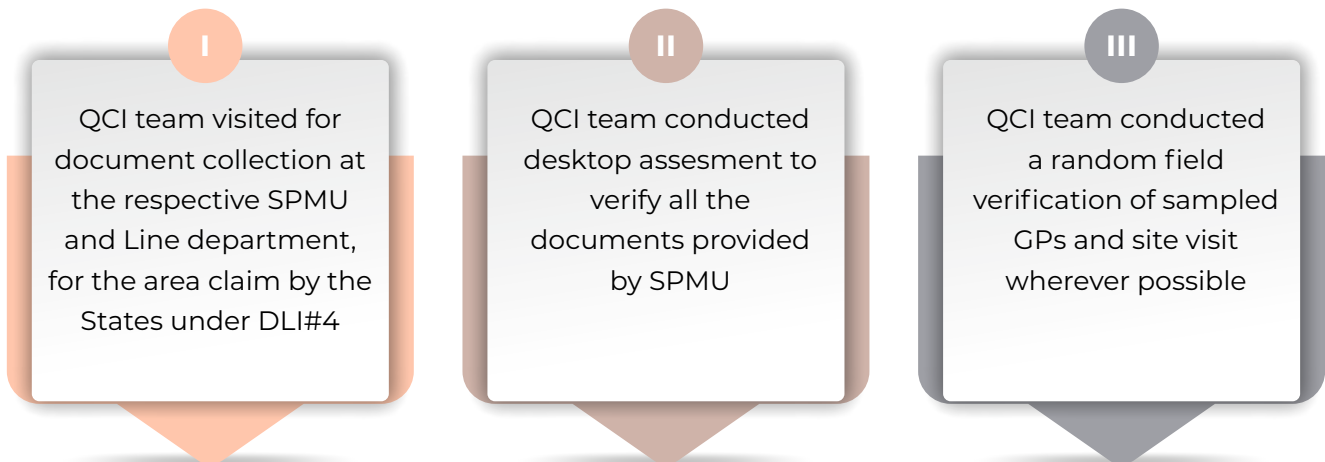 I
QCI team visited for
document collection at
the respective SPMU
and Line department,
for the area claim by the
States under DLI#4
II
QCI team conducted
desktop assesment to
verify all the
documents provided
by SPMU
III
QCI team conducted
a random field
verification of sampled
GPs and site visit
wherever possible